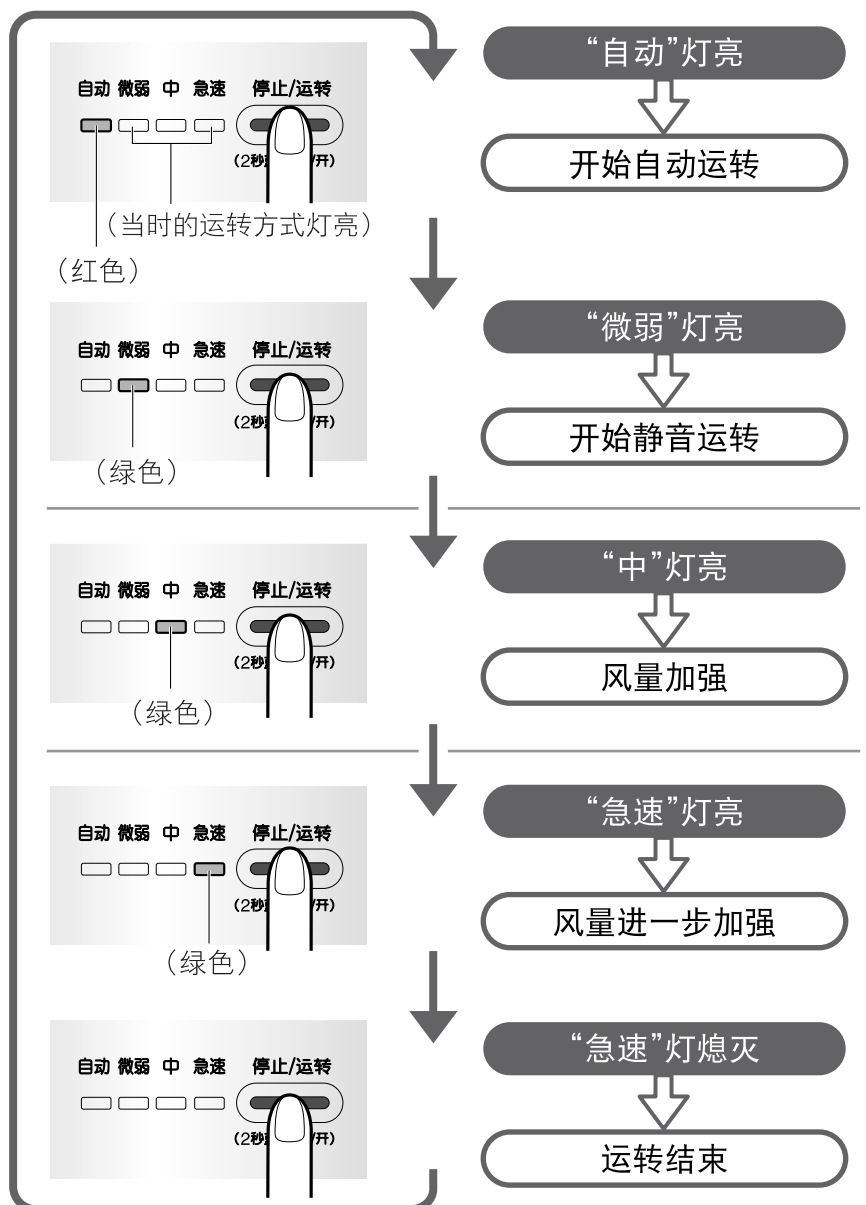 自动 微弱 中 急速 停止/运转
(2秒 /开)
（当时的运转方式灯亮）
（红色）
“自动”灯亮
开始自动运转
自动 微弱 中 急速 停止/运转
(2秒 /开)
（绿色）
“微弱”灯亮
开始静音运转
自动 微弱 中 急速 停止/运转
(2秒 /开)
（绿色）
“中”灯亮
风量加强
自动 微弱 中 急速 停止/运转
(2秒 /开)
（绿色）
“急速”灯亮
风量进一步加强
自动 微弱 中 急速 停止/运转
(2秒 /开)
“急速”灯熄灭
运转结束